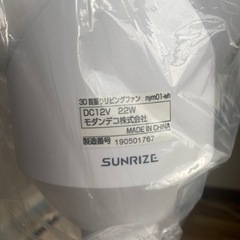 3D首振りリビングファン mym01-wh
DC12V 22W
モダンデコ株式会社
MADE IN CHINA
製造番号 190501767
SUNRIZE